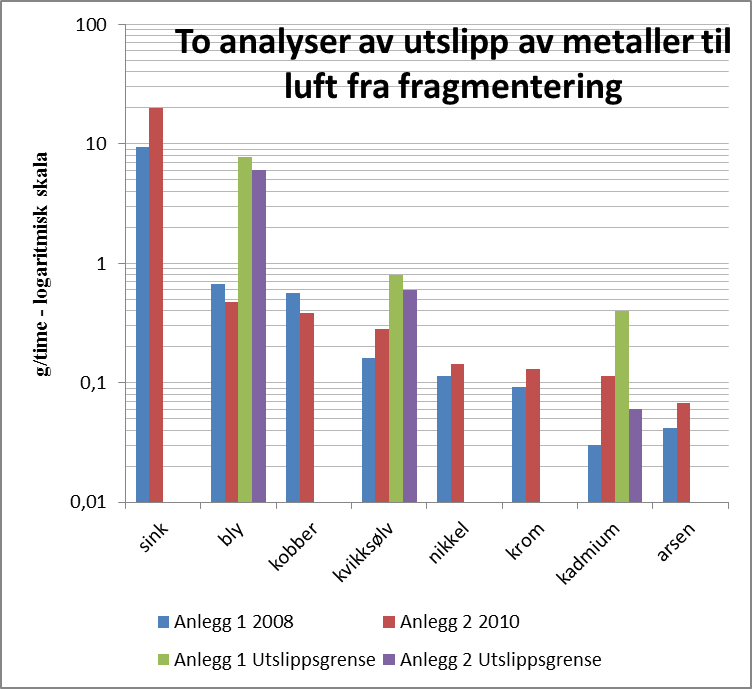 To analyser av utslipp av metaller til
luft fra fragmentering
g/time - logaritmisk skala
100
10
1
0,1
0,01
sink
bly
kobber
kvikksølv
nikkel
krom
kadmium
arsen
Anlegg 1 2008
Anlegg 2 2010
Anlegg 1 Utslippsgrense
Anlegg 2 Utslippsgrense